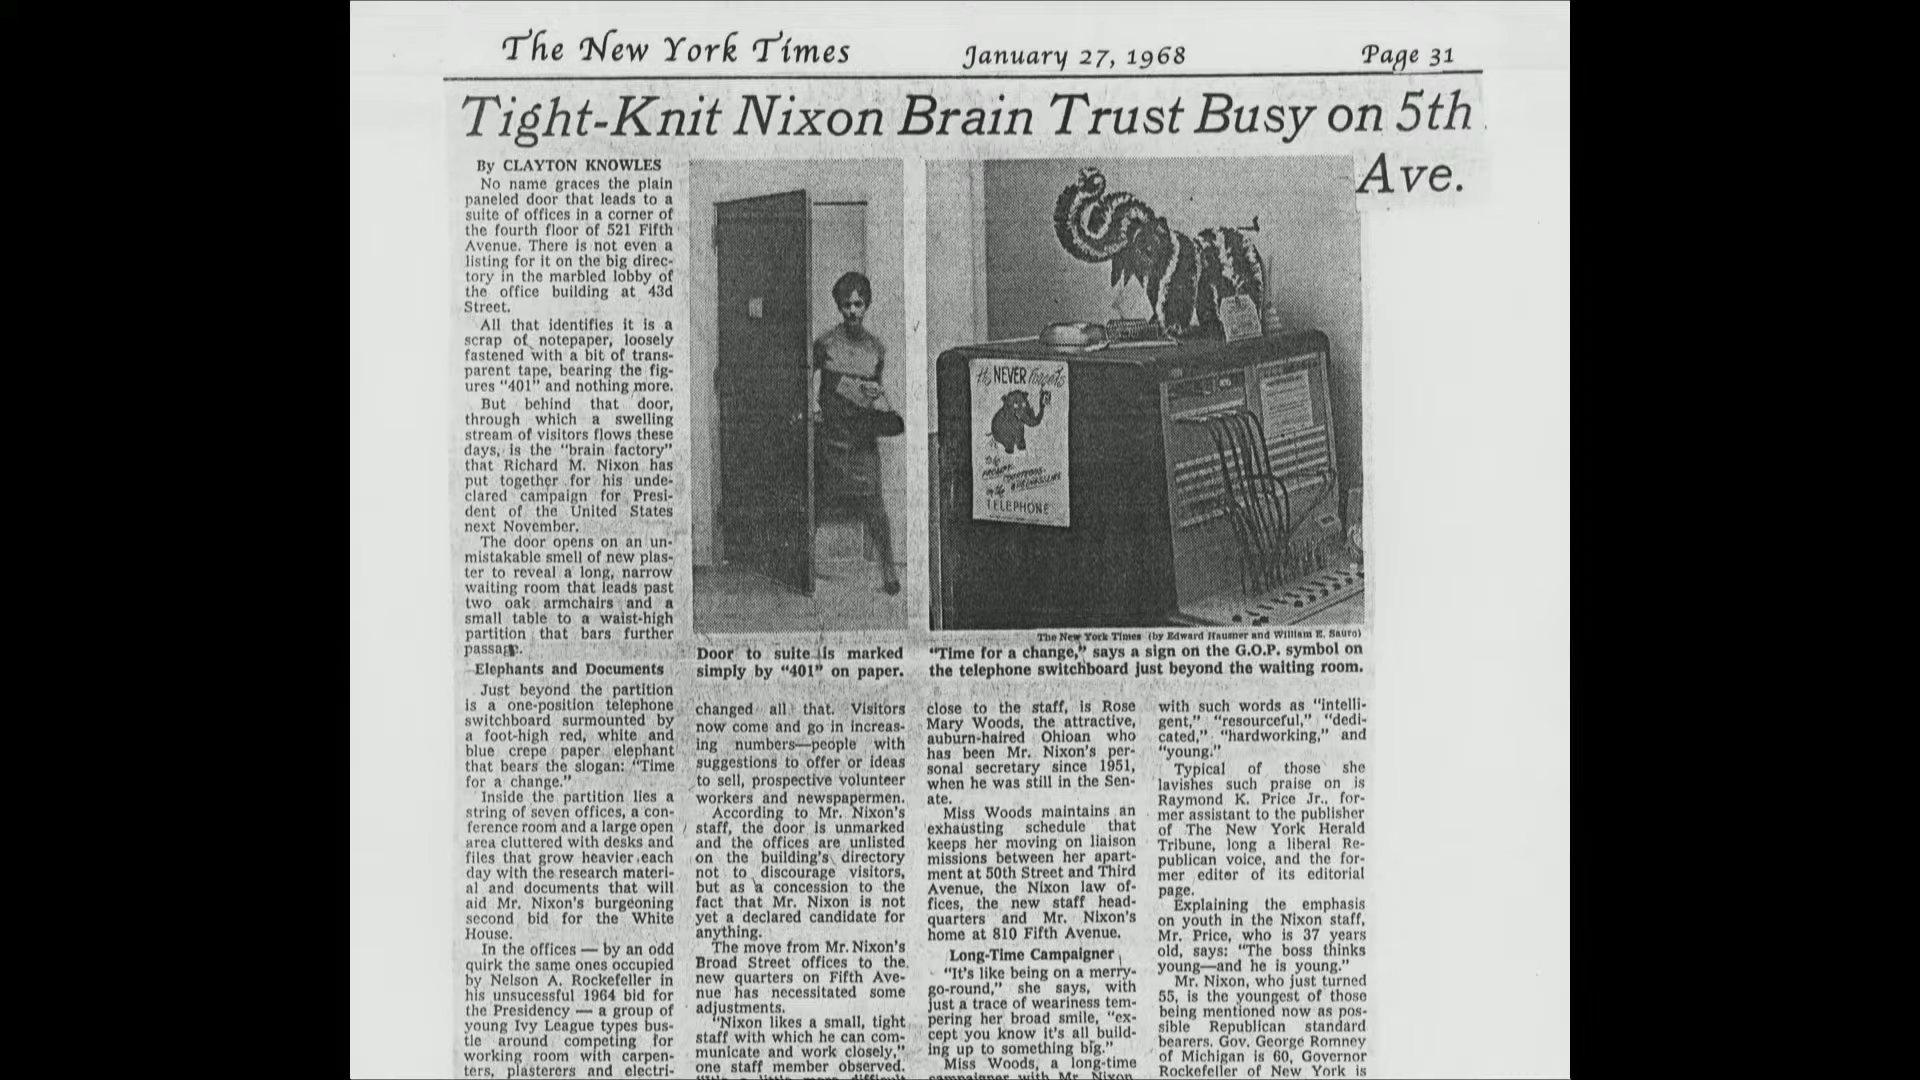 The New York Times January 27, 1968 Page 31
Tight-Knit Nixon Brain Trust Busy on 5th
Ave.
By CLAYTON KNOWLES
No name graces the plain
paneled door that leads to a
suite of offices in a corner of
the fourth floor of 521 Fifth
Avenue. There is not even a
listing for it on the big direc-
tory in the marbled lobby of
the office building at 43d
Street.
All that identifies it is a
scrap of notepaper, loosely
fastened with a bit of trans-
parent tape, bearing the fig-
ures "401" and nothing more.
But behind that door,
through which a swelling
stream of visitors flows these
days, is the "brain factory"
that Richard M. Nixon has
put together for his unde-
clared campaign for Presi-
dent of the United States
next November.
The door opens on an un-
mistakable smell of new plas-
ter to reveal a long, narrow
waiting room that leads past
two oak armchairs and a
small table to a waist-high
partition that bars further
passage.
Elephants and Documents
Just beyond the partition
is a one-position telephone
switchboard surmounted by
a foot-high red, white and
blue crepe paper elephant
that bears the slogan: "Time
for a change."
Inside the partition lies a
string of seven offices, a con-
ference room and a large open
area cluttered with desks and
files that grow heavier each
day with the research materi-
al and documents that will
aid Mr. Nixon's burgeoning
second bid for the White
House.
In the offices — by an odd
quirk the same ones occupied
by Nelson A. Rockefeller in
his unsucessful 1964 bid for
the Presidency — a group of
young Ivy League types bus-
tle around competing for
working room with carpen-
ters, plasterers and electri-
Door to suite is marked
simply by "401" on paper.
changed all that. Visitors
now come and go in increas-
ing numbers—people with
suggestions to offer or ideas
to sell, prospective volunteer
workers and newspapermen.
According to Mr. Nixon's
staff, the door is unmarked
and the offices are unlisted
on the building's directory
not to discourage visitors,
but as a concession to the
fact that Mr. Nixon is not
yet a declared candidate for
anything.
The move from Mr. Nixon's
Broad Street offices to the
new quarters on Fifth Ave-
nue has necessitated some
adjustments.
"Nixon likes a small, tight
staff with which he can com-
municate and work closely,"
one staff member observed.
NEVER forgets
TELEPHONE
The New York Times (by Edward Hausner and William E. Sauro)
"Time for a change," says a sign on the G.O.P. symbol on
the telephone switchboard just beyond the waiting room.
close to the staff, is Rose
Mary Woods, the attractive,
auburn-haired Ohioan who
has been Mr. Nixon's per-
sonal secretary since 1951,
when he was still in the Sen-
ate.
Miss Woods maintains an
exhausting schedule that
keeps her moving on liaison
missions between her apart-
ment at 50th Street and Third
Avenue, the Nixon law of-
fices, the new staff head-
quarters and Mr. Nixon's
home at 810 Fifth Avenue.
Long-Time Campaigner
"It's like being on a merry-
go-round," she says, with
just a trace of weariness tem-
pering her broad smile, "ex-
cept you know it's all build-
ing up to something big."
Miss Woods, a long-time
campaigner with Mr. Nixon
with such words as "intelli-
gent," "resourceful," "dedi-
cated," "hardworking," and
"young."
Typical of those she
lavishes such praise on is
Raymond K. Price Jr., for-
mer assistant to the publisher
of The New York Herald
Tribune, long a liberal Re-
publican voice, and the for-
mer editor of its editorial
page.
Explaining the emphasis
on youth in the Nixon staff,
Mr. Price, who is 37 years
old, says: "The boss thinks
young—and he is young."
Mr. Nixon, who just turned
55, is the youngest of those
being mentioned now as pos-
sible Republican standard
bearers. Gov. George Romney
of Michigan is 60, Governor
Rockefeller of New York is